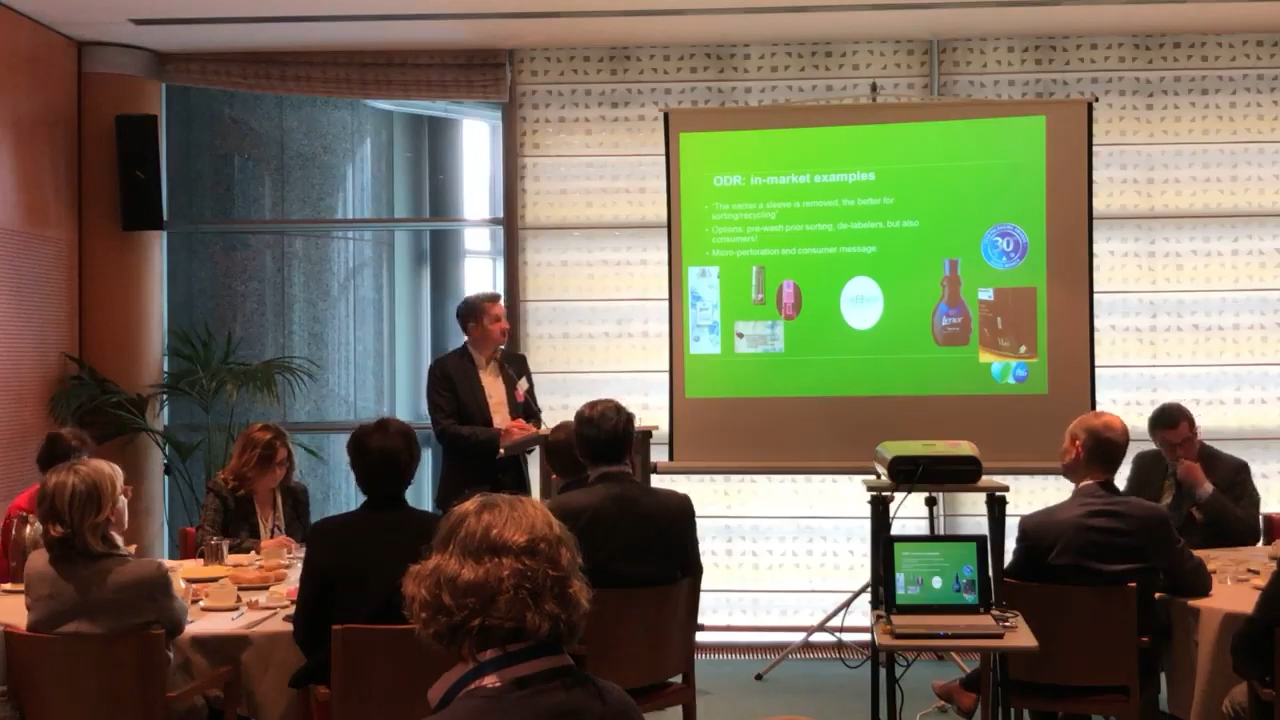 ODR: in-market examples
'The earlier a sleeve is removed, the better for
sorting/recycling'
Options: pre-wash prior sorting, de-labelers, but also
consumers!
Micro-perforation and consumer message
30
lenor
P&G